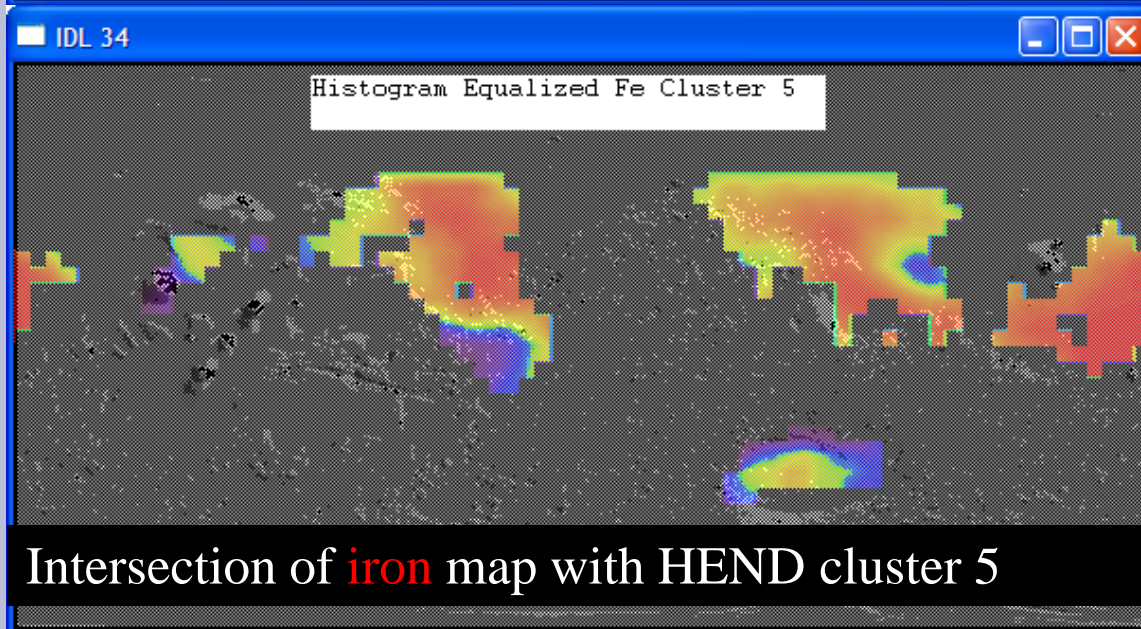 IDL 34
Histogram Equalized Fe Cluster 5
Intersection of iron map with HEND cluster 5